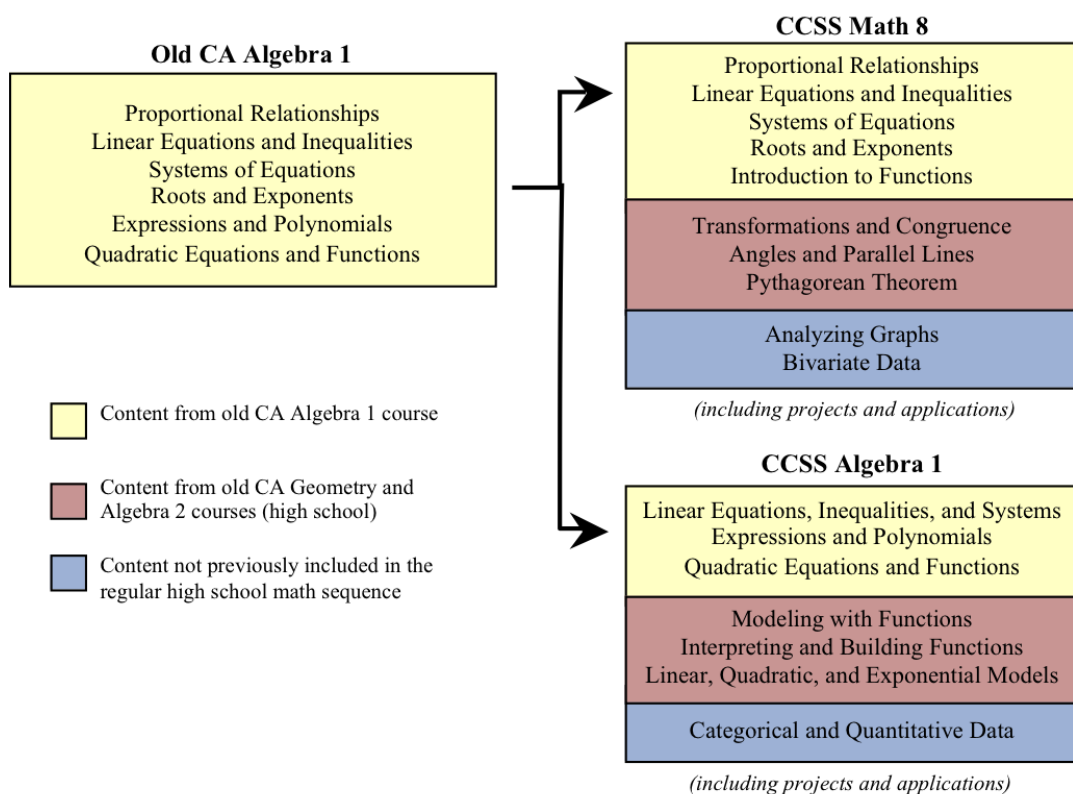 Old CA Algebra 1
Proportional Relationships
Linear Equations and Inequalities
Systems of Equations
Roots and Exponents
Expressions and Polynomials
Quadratic Equations and Functions
Content from old CA Algebra 1 course
Content from old CA Geometry and
Algebra 2 courses (high school)
Content not previously included in the
regular high school math sequence
CCSS Math 8
Proportional Relationships
Linear Equations and Inequalities
Systems of Equations
Roots and Exponents
Introduction to Functions
Transformations and Congruence
Angles and Parallel Lines
Pythagorean Theorem
Analyzing Graphs
Bivariate Data
(including projects and applications)
CCSS Algebra 1
Linear Equations, Inequalities, and Systems
Expressions and Polynomials
Quadratic Equations and Functions
Modeling with Functions
Interpreting and Building Functions
Linear, Quadratic, and Exponential Models
Categorical and Quantitative Data
(including projects and applications)